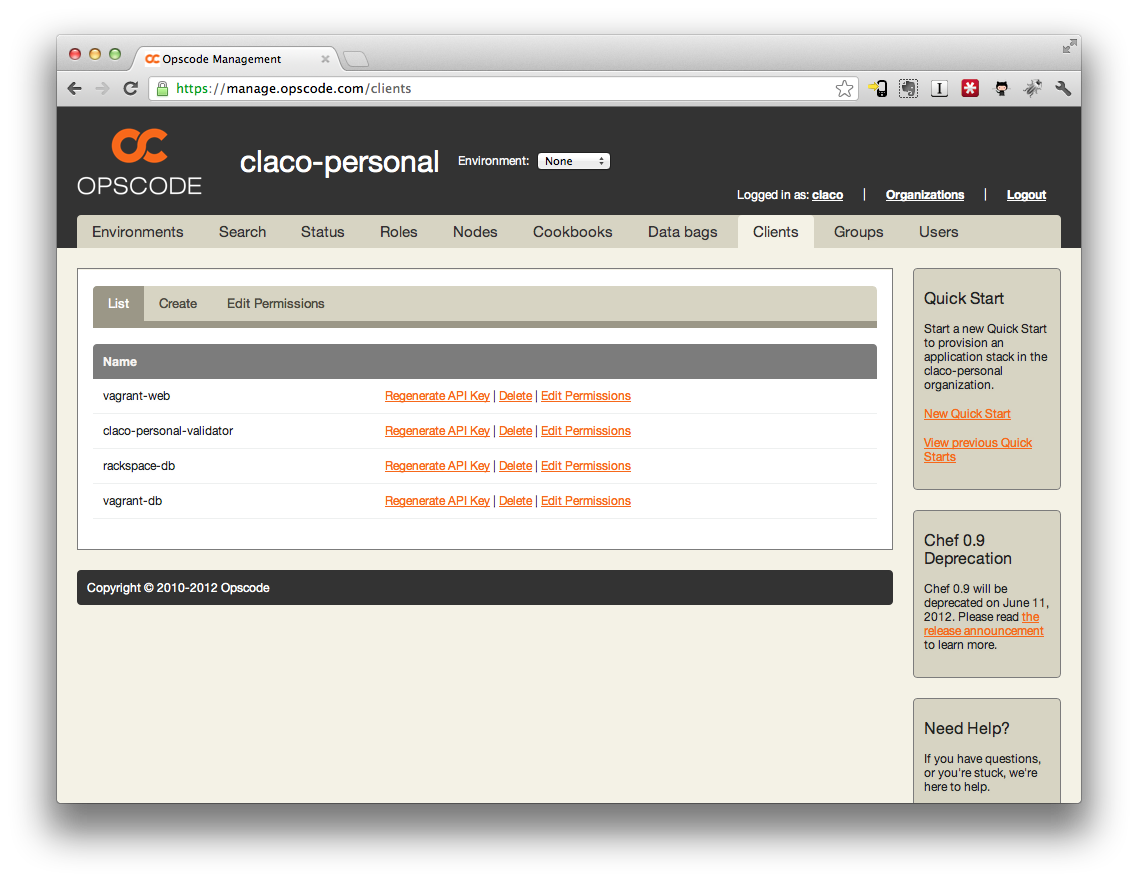 Opscode Management
https://manage.opscode.com/clients
OPSCODE
claco-personal
Environment: None
Logged in as: claco | Organizations | Logout
Environments Search Status Roles Nodes Cookbooks Data bags Clients Groups Users
List Create Edit Permissions
Name
vagrant-web Regenerate API Key | Delete | Edit Permissions
claco-personal-validator Regenerate API Key | Delete | Edit Permissions
rackspace-db Regenerate API Key | Delete | Edit Permissions
vagrant-db Regenerate API Key | Delete | Edit Permissions
Copyright © 2010-2012 Opscode
Quick Start
Start a new Quick Start
to provision an
application stack in the
claco-personal
organization.
New Quick Start
View previous Quick
Starts
Chef 0.9
Deprecation
Chef 0.9 will be
deprecated on June 11,
2012. Please read the
release announcement
to learn more.
Need Help?
If you have questions,
or you're stuck, we're
here to help.